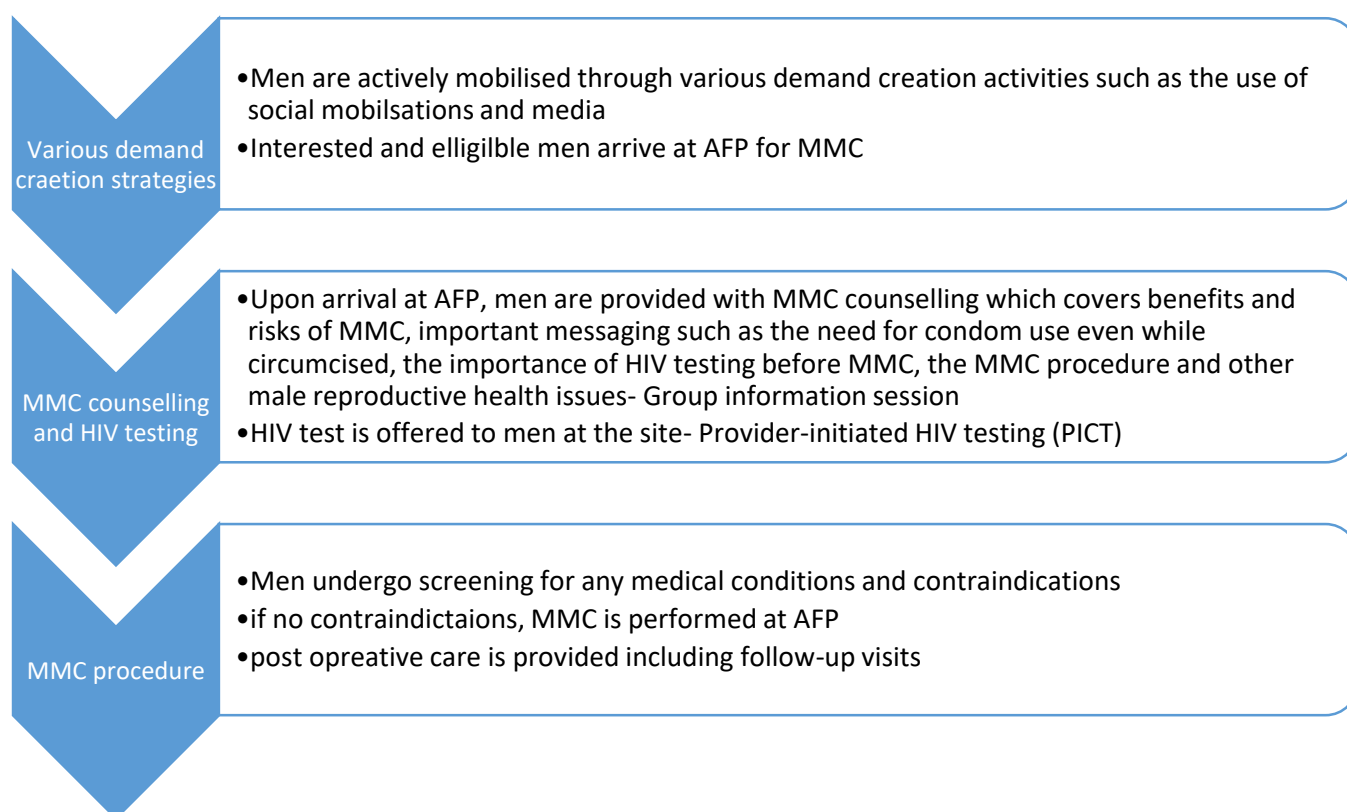 Various demand
craetion strategies
•Men are actively mobilised through various demand creation activities such as the use of
social mobilsations and media
•Interested and elligilble men arrive at AFP for MMC
MMC counselling
and HIV testing
•Upon arrival at AFP, men are provided with MMC counselling which covers benefits and
risks of MMC, important messaging such as the need for condom use even while
circumcised, the importance of HIV testing before MMC, the MMC procedure and other
male reproductive health issues- Group information session
•HIV test is offered to men at the site- Provider-initiated HIV testing (PICT)
MMC procedure
•Men undergo screening for any medical conditions and contraindications
•if no contraindictaions, MMC is performed at AFP
•post opreative care is provided including follow-up visits